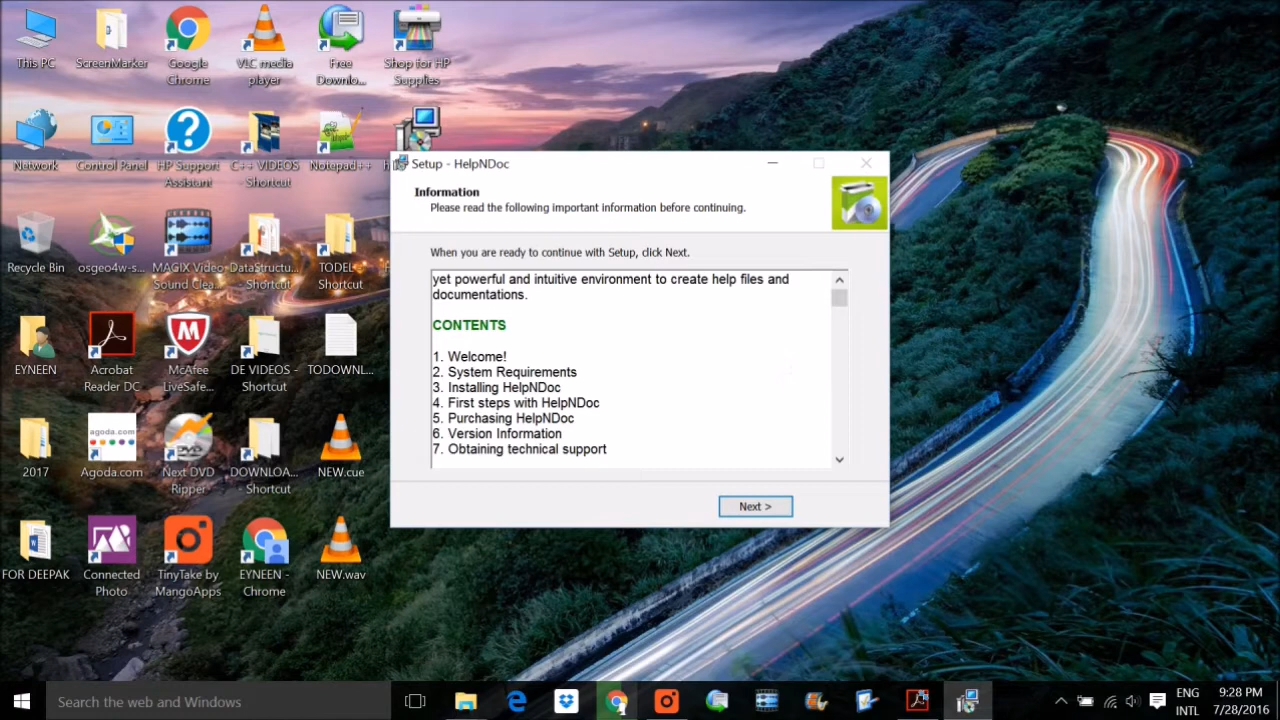 This PC
ScreenMarker
Google Chrome
VLC media player
Free Downlo...
Shop for HP Supplies
Network
Control Panel
HP Support Assistant
C++ VIDEOS - Shortcut
Notepad++
Recycle Bin
osgeo4w-s...
MAGIX Video Sound Clea...
DataStructu... - Shortcut
TODEL - Shortcut
EYNEEN
Acrobat Reader DC
McAfee LiveSafe...
DE VIDEOS - Shortcut
TODOWNL...
2017
agoda.com
Agoda.com
DVD
Next DVD Ripper
DOWNLOA... - Shortcut
NEW.cue
FOR DEEPAK
Connected Photo
TinyTake by MangoApps
EYNEEN - Chrome
NEW.wav
Setup - HelpNDoc
Information
Please read the following important information before continuing.
When you are ready to continue with Setup, click Next.
yet powerful and intuitive environment to create help files and
documentations.
CONTENTS
1. Welcome!
2. System Requirements
3. Installing HelpNDoc
4. First steps with HelpNDoc
5. Purchasing HelpNDoc
6. Version Information
7. Obtaining technical support
Next >
Search the web and Windows
ENG
INTL
9:28 PM
7/28/2016